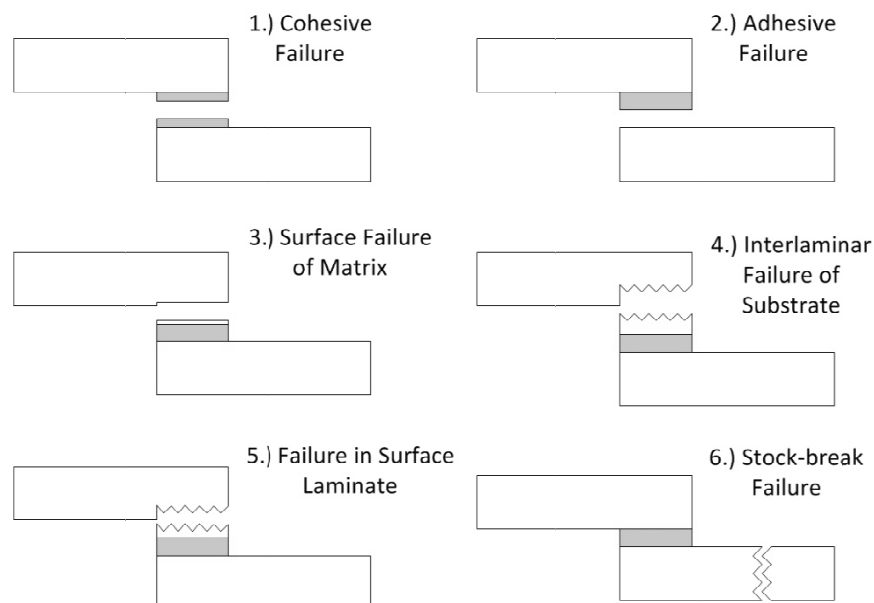 1.) Cohesive
Failure
2.) Adhesive
Failure
3.) Surface Failure
of Matrix
4.) Interlaminar
Failure of
Substrate
5.) Failure in Surface
Laminate
6.) Stock-break
Failure